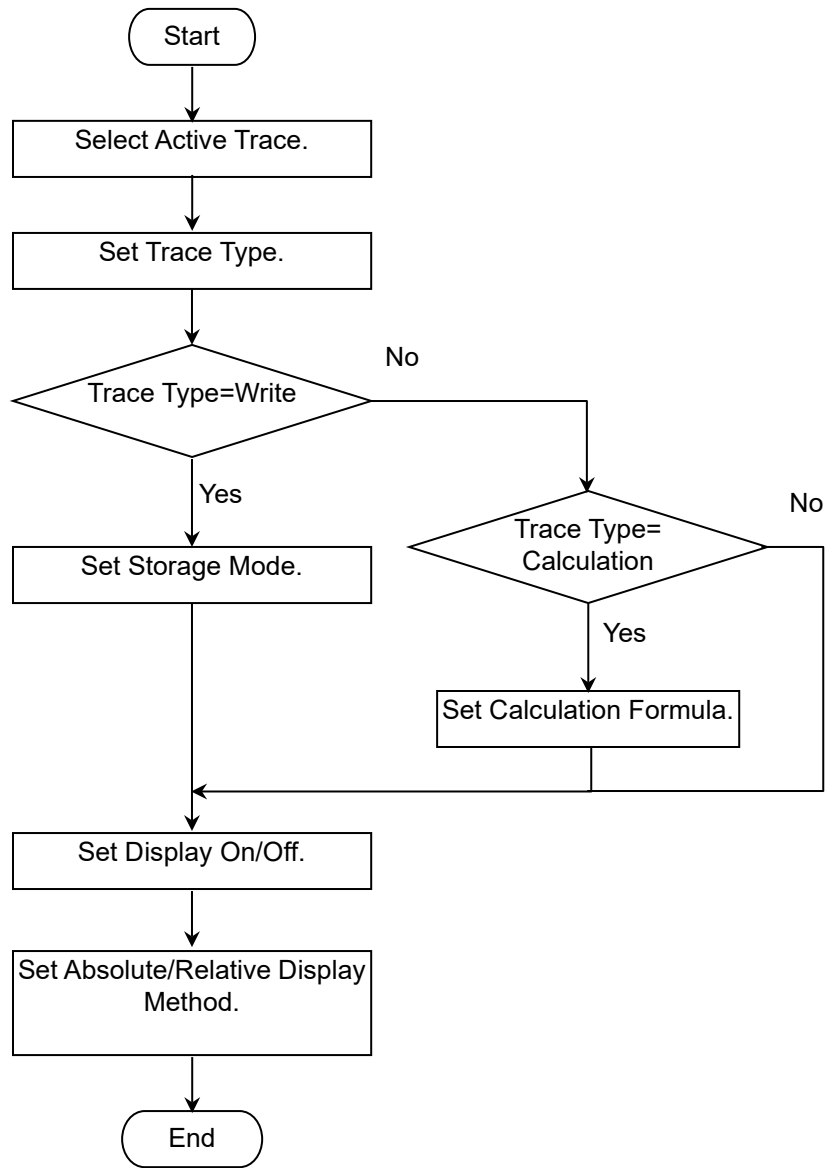 Start
Select Active Trace.
Set Trace Type.
No
Trace Type=Write
Yes
No
Trace Type=
Calculation
Set Storage Mode.
Yes
Set Calculation Formula.
Set Display On/Off.
Set Absolute/Relative Display
Method.
End